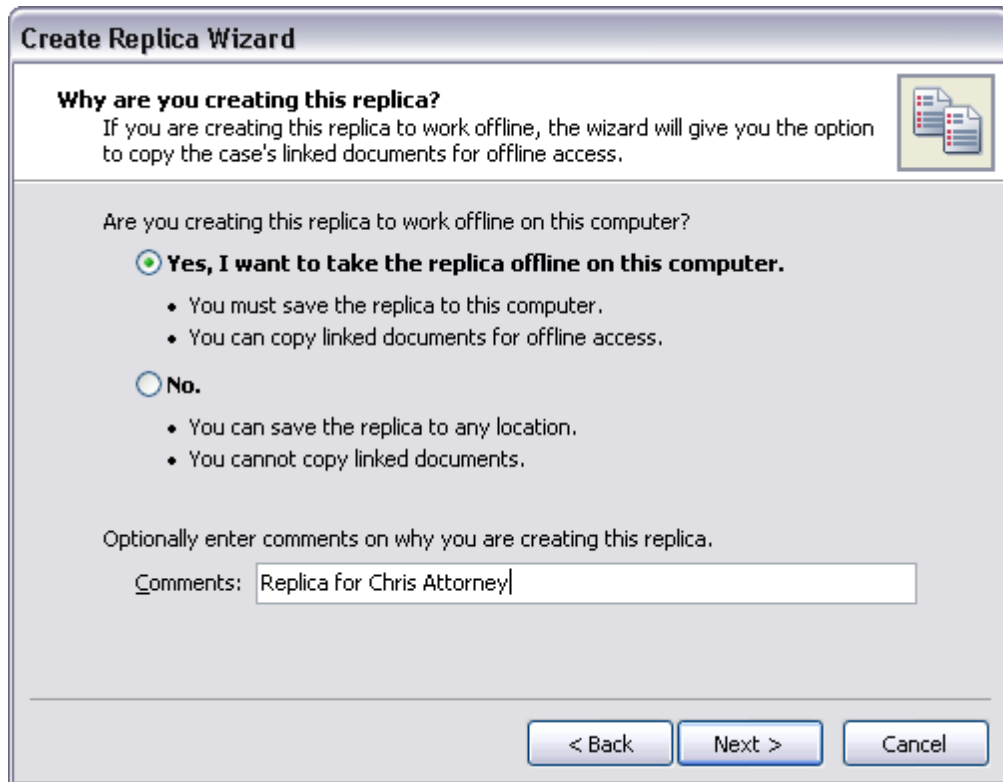 Create Replica Wizard
Why are you creating this replica?
If you are creating this replica to work offline, the wizard will give you the option
to copy the case's linked documents for offline access.
Are you creating this replica to work offline on this computer?
Yes, I want to take the replica offline on this computer.
• You must save the replica to this computer.
• You can copy linked documents for offline access.
No.
• You can save the replica to any location.
• You cannot copy linked documents.
Optionally enter comments on why you are creating this replica.
Comments: Replica for Chris Attorney
< Back Next > Cancel